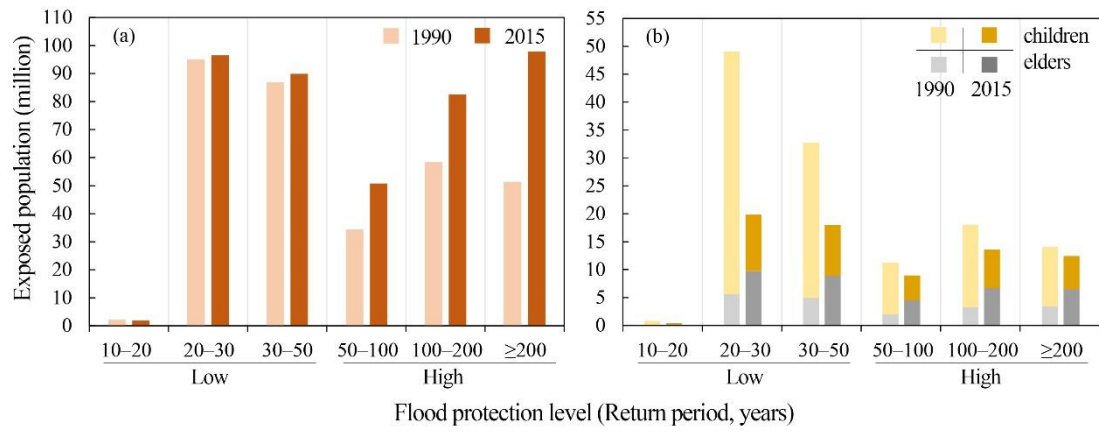 Exposed population (million)
110
100
90
80
70
60
50
40
30
20
10
0
(a)
1990 2015
10–20 20–30 30–50 50–100 100–200 ≥200
Low High
55
50
45
40
35
30
25
20
15
10
5
0
(b)
children
elders
1990 2015
10–20 20–30 30–50 50–100 100–200 ≥200
Low High
Flood protection level (Return period, years)